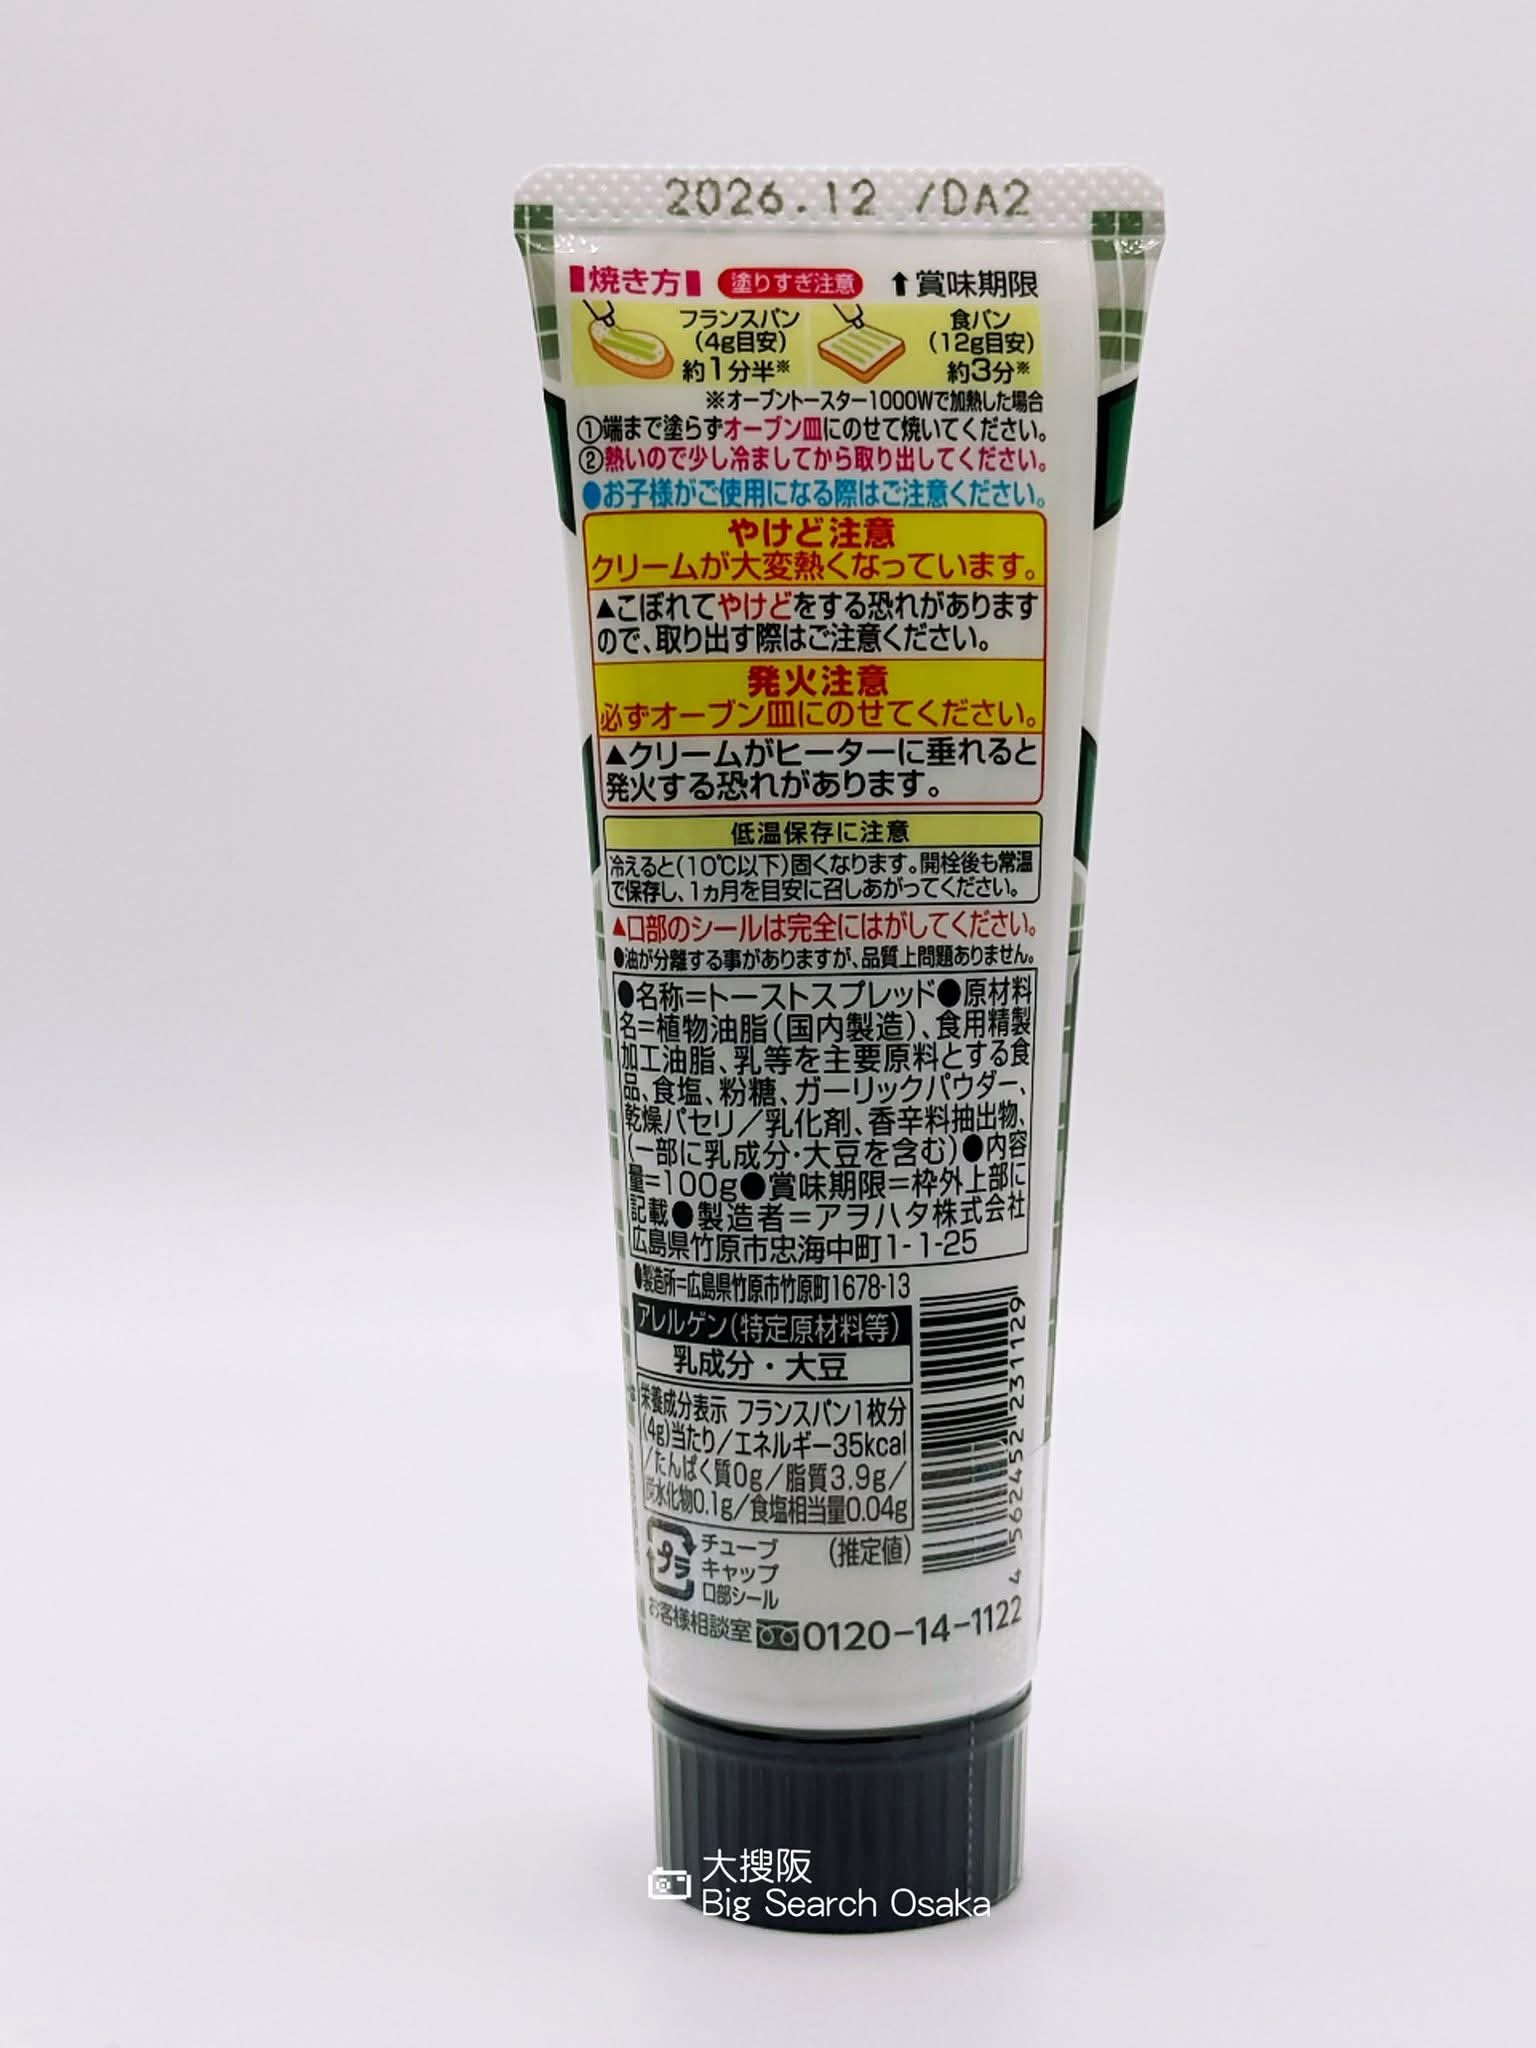 2026.12 /DA2
焼き方 塗りすぎ注意 ⬆賞味期限
フランスパン
(4g目安)
約1分半※
食パン
(12g目安)
約3分※
※オーブントースター1000Wで加熱した場合
①端まで塗らずオーブン皿にのせて焼いてください。
②熱いので少し冷ましてから取り出してください。
●お子様がご使用になる際はご注意ください。
やけど注意
クリームが大変熱くなっています。
▲こぼれてやけどをする恐れがあります
ので、取り出す際はご注意ください。
発火注意
必ずオーブン皿にのせてください。
▲クリームがヒーターに垂れると
発火する恐れがあります。
低温保存に注意
冷えると(10℃以下)固くなります。開栓後も常温
で保存し、1ヵ月を目安に召しあがってください。
▲口部のシールは完全にはがしてください。
●油が分離する事がありますが、品質上問題ありません。
●名称=トーストスプレッド●原材料
名=植物油脂(国内製造)、食用精製
加工油脂、乳等を主要原料とする食
品、食塩、粉糖、ガーリックパウダー、
乾燥パセリ/乳化剤、香辛料抽出物、
(一部に乳成分・大豆を含む)●内容
量=100g●賞味期限=枠外上部に
記載●製造者=アヲハタ株式会社
広島県竹原市忠海中町1-1-25
●製造所=広島県竹原市竹原町1678-13
アレルゲン(特定原材料等)
乳成分・大豆
栄養成分表示 フランスパン1枚分
(4g)当たり/エネルギー35kcal
/たんぱく質0g/脂質3.9g/
炭水化物0.1g/食塩相当量0.04g
(推定値)
4 562452 231129
プラ
チューブ
キャップ
口部シール
お客様相談室 0120-14-1122
大搜阪
Big Search Osaka